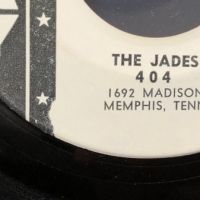 THE JADES
404
1692 MADISON
MEMPHIS, TENN